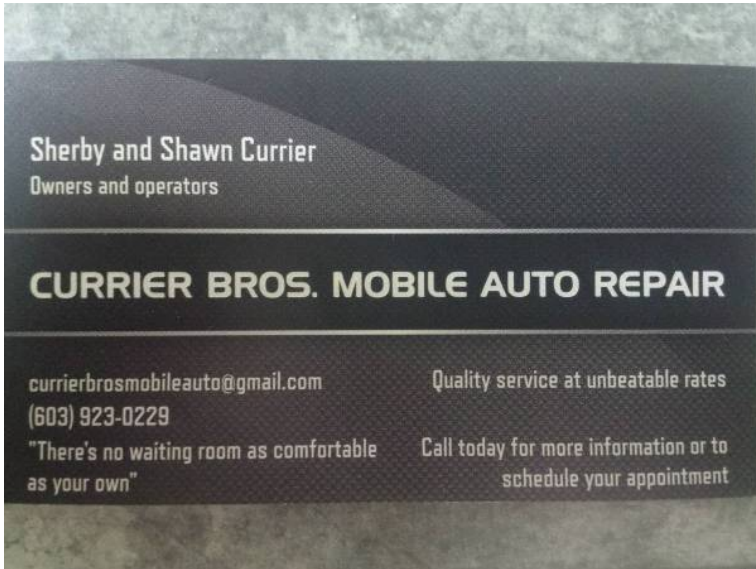 Sherby and Shawn Currier
Owners and operators
CURRIER BROS. MOBILE AUTO REPAIR
currierbrosmobileauto@gmail.com
(603) 923-0229
"There's no waiting room as comfortable
as your own"
Quality service at unbeatable rates
Call today for more information or to
schedule your appointment